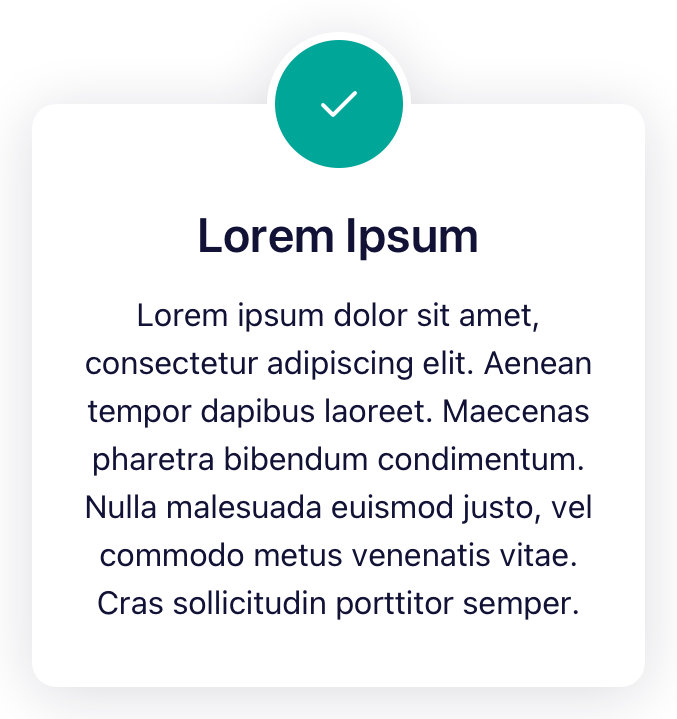 Lorem Ipsum
Lorem ipsum dolor sit amet,
consectetur adipiscing elit. Aenean
tempor dapibus laoreet. Maecenas
pharetra bibendum condimentum.
Nulla malesuada euismod justo, vel
commodo metus venenatis vitae.
Cras sollicitudin porttitor semper.